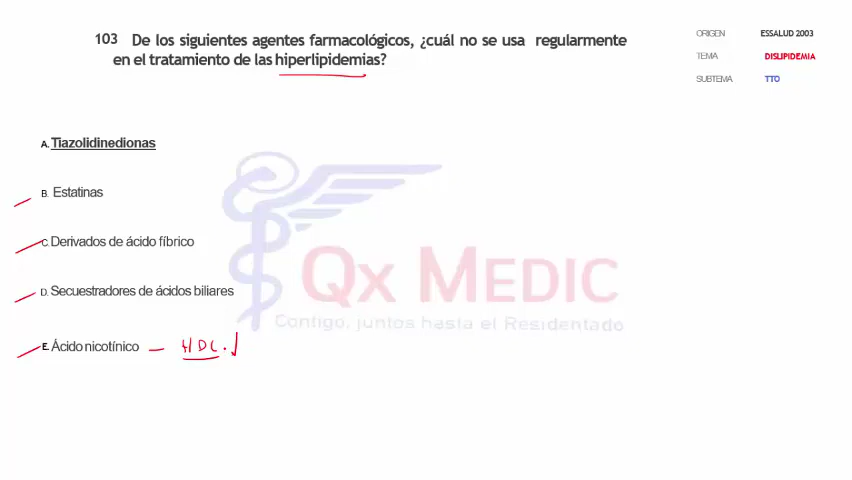 103 De los siguientes agentes farmacológicos, ¿cuál no se usa regularmente
en el tratamiento de las hiperlipidemias?
ORIGEN ESSALUD 2003
TEMA DISLIPIDEMIA
SUBTEMA TTO
A. Tiazolidinedionas
B. Estatinas
C. Derivados de ácido fíbrico
D. Secuestradores de ácidos biliares
E. Ácido nicotínico — HDL.
QX MEDIC
Contigo, juntos hasta el Residentado